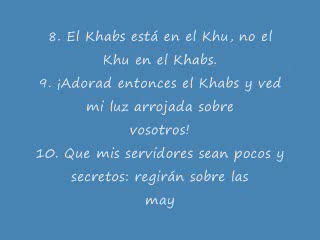 8. El Khabs está en el Khu, no el
Khu en el Khabs.
9. ¡Adorad entonces el Khabs y ved
mi luz arrojada sobre
vosotros!
10. Que mis servidores sean pocos y
secretos: regirán sobre las
may